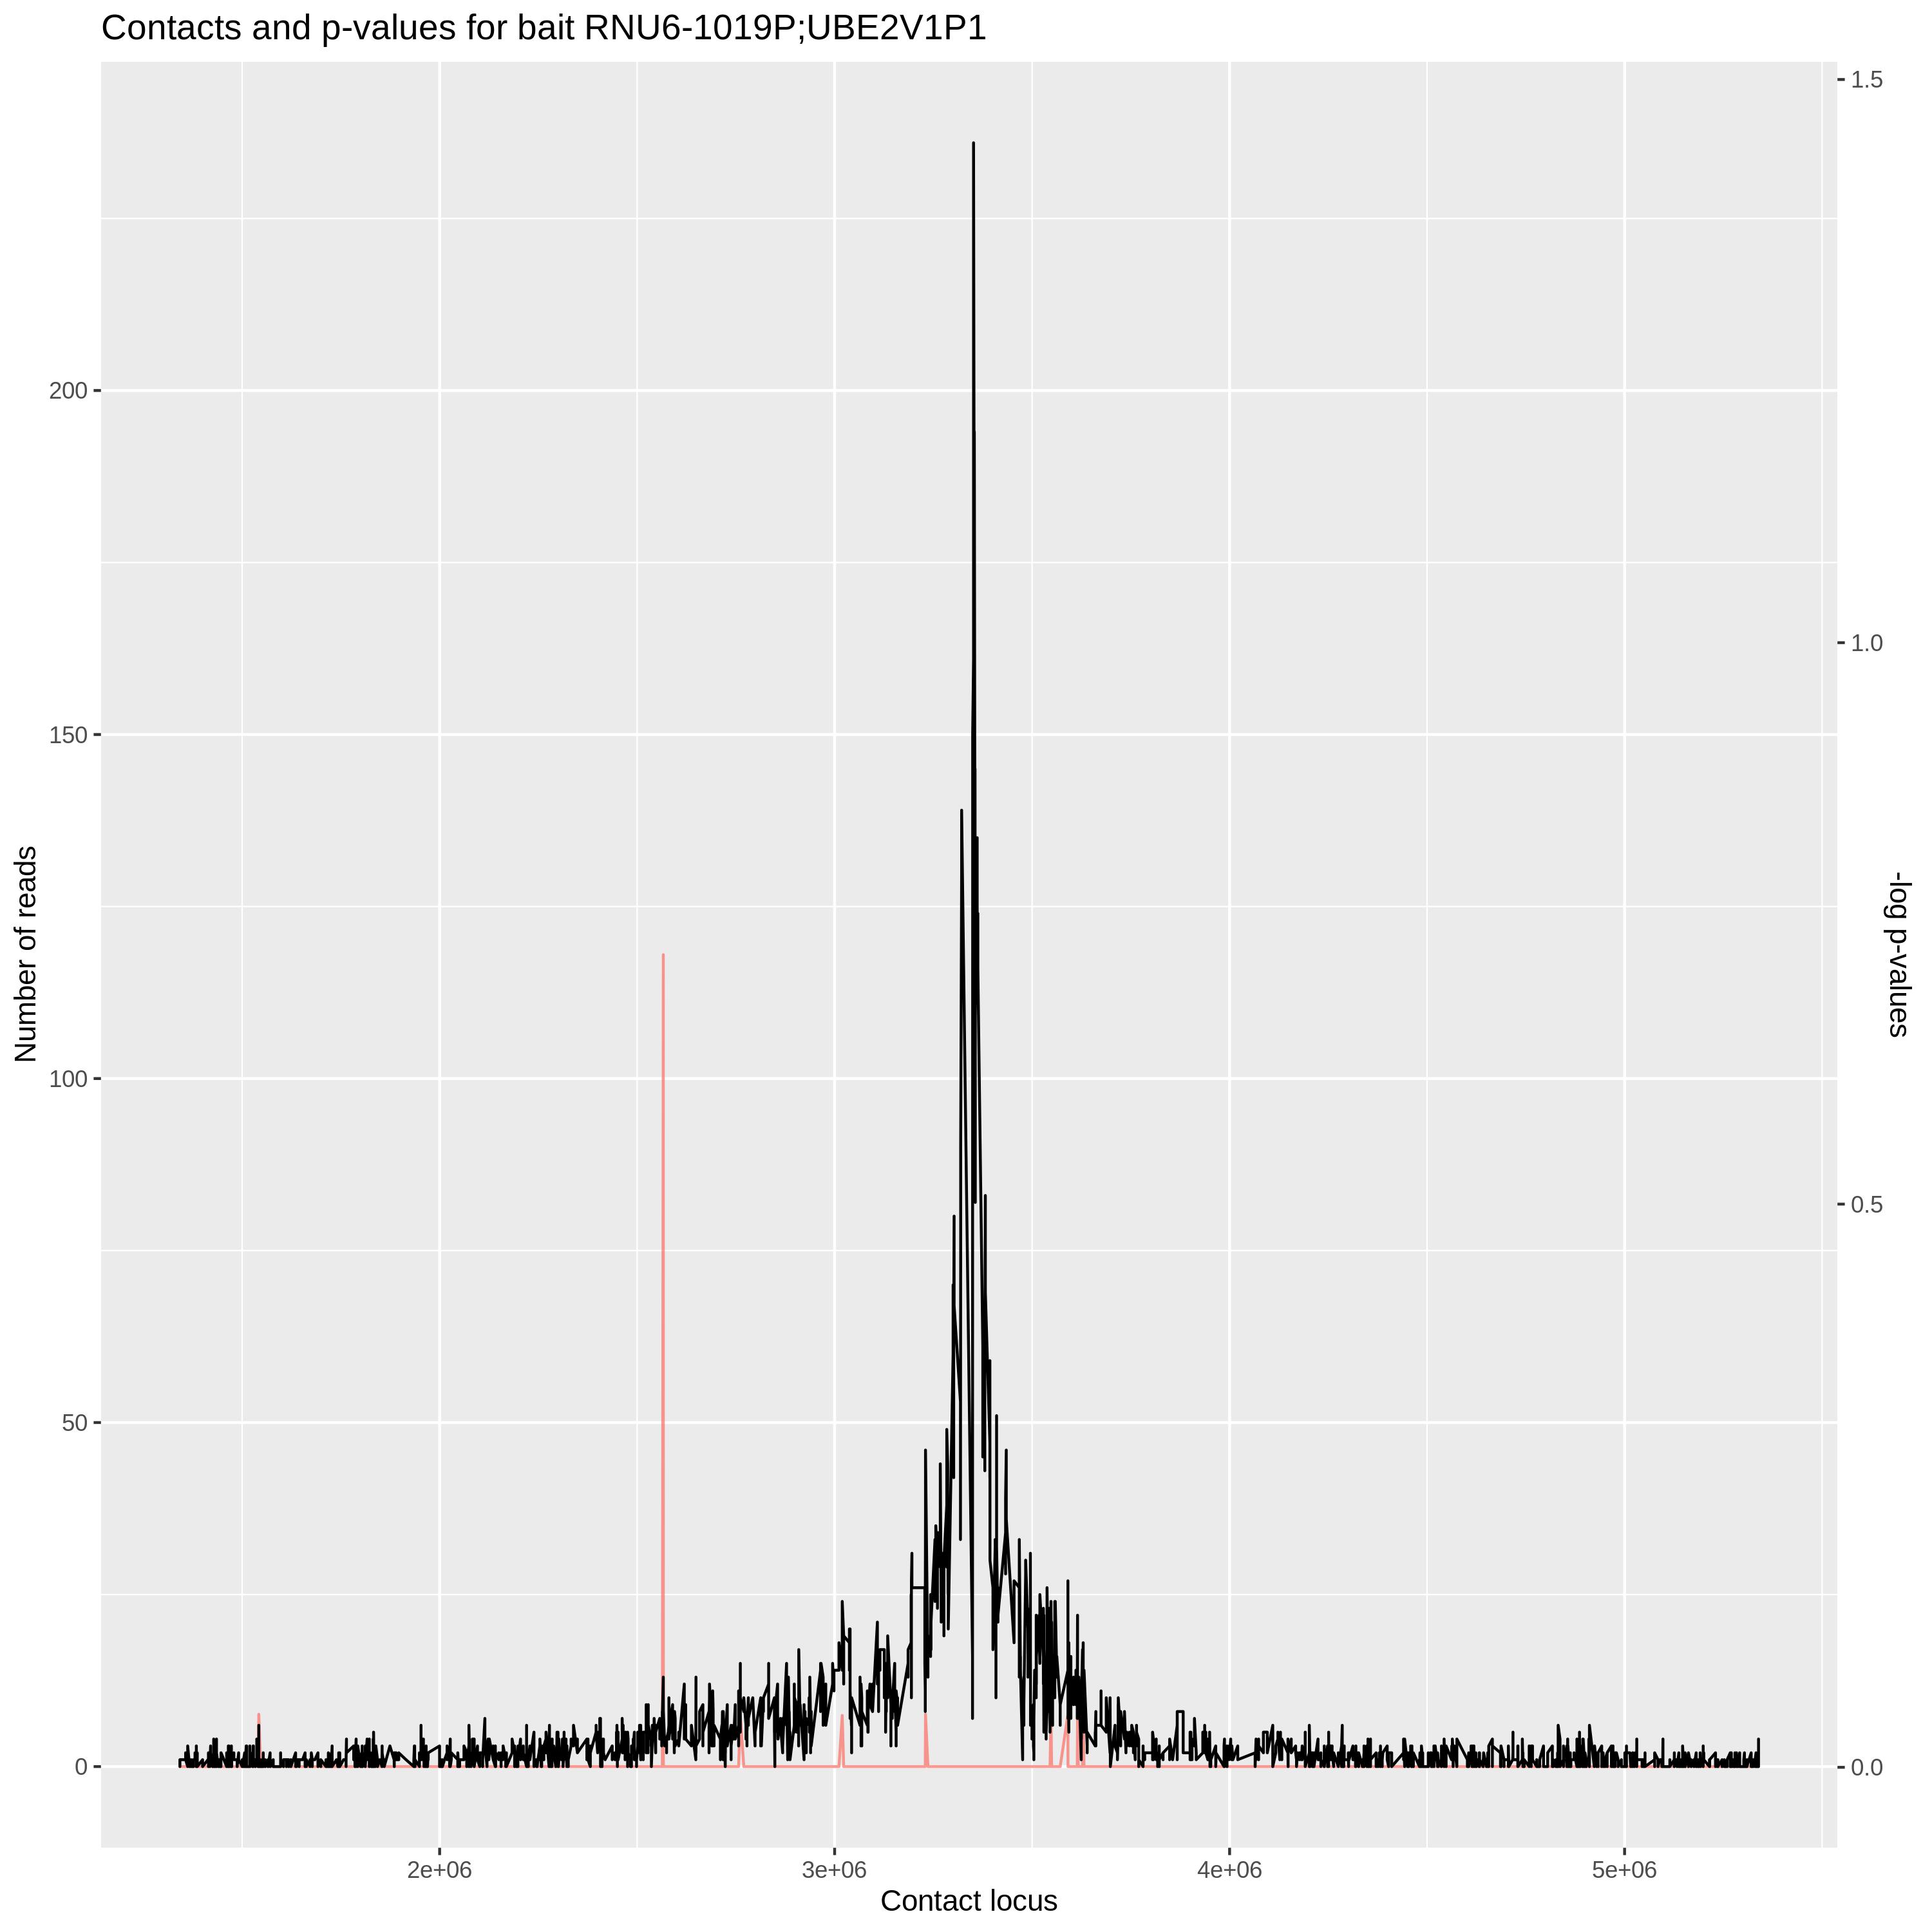 Contacts and p-values for bait RNU6-1019P;UBE2V1P1
Number of reads
200
150
100
50
0
1.5
1.0
0.5
0.0
-log p-values
2e+06
3e+06
4e+06
5e+06
Contact locus